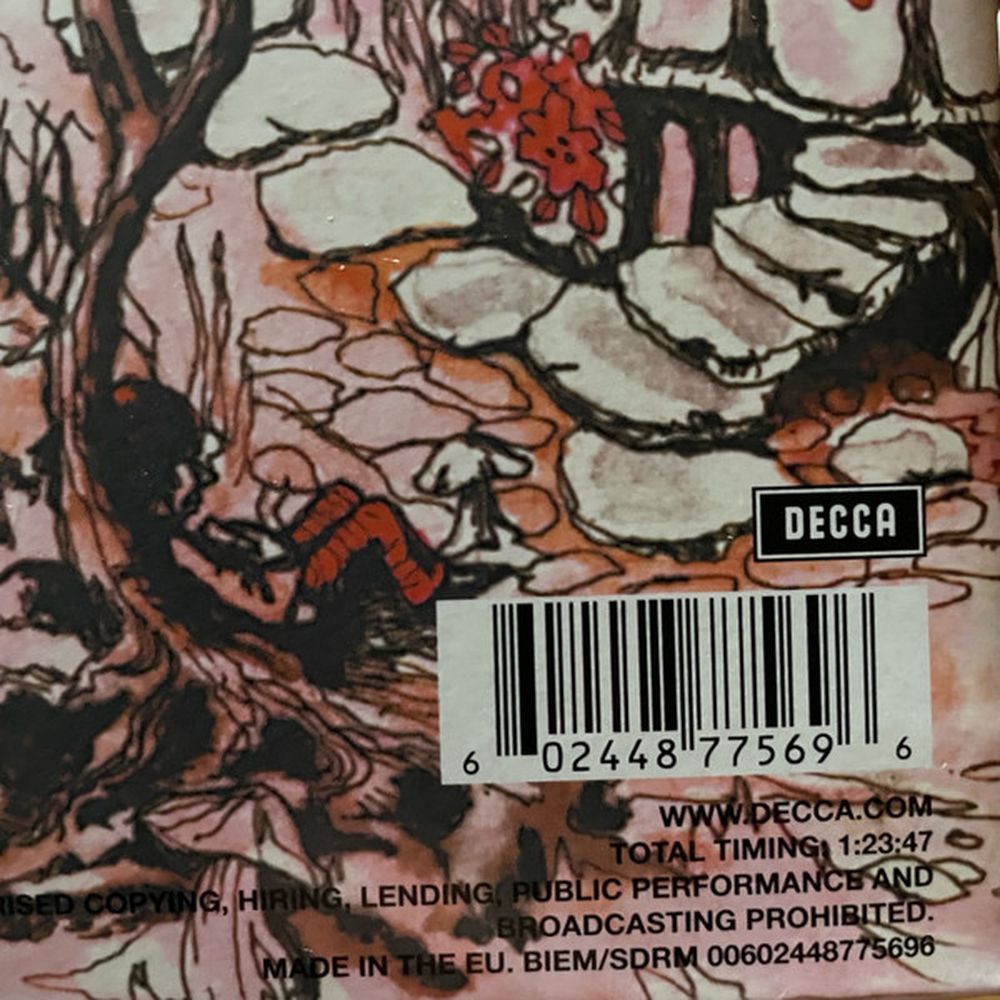 DECCA
6 02448 77569 6
WWW.DECCA.COM
TOTAL TIMING: 1:23:47
RISED COPYING, HIRING, LENDING, PUBLIC PERFORMANCE AND
BROADCASTING PROHIBITED.
MADE IN THE EU. BIEM/SDRM 00602448775696